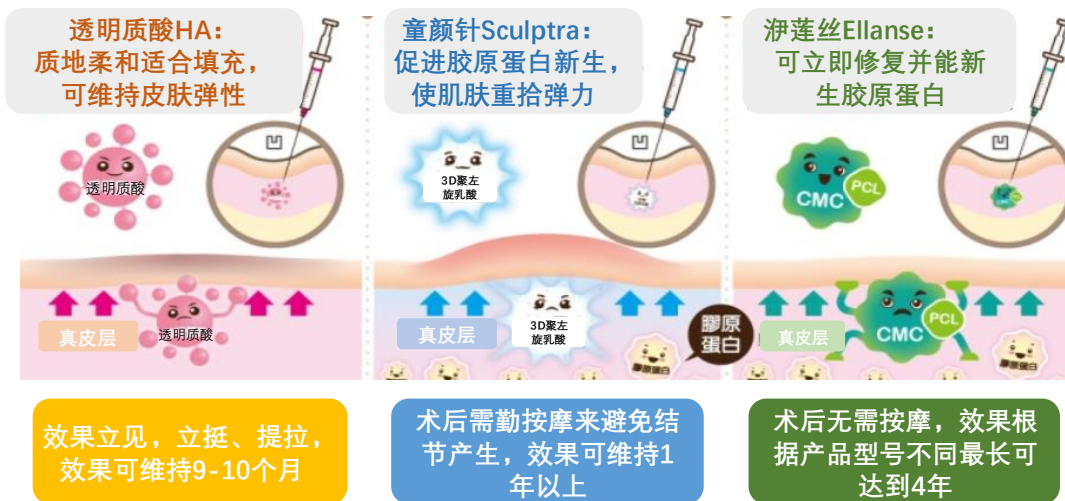 透明质酸HA：
质地柔和适合填充，
可维持皮肤弹性
透明质酸
真皮层
透明质酸
效果立见，立挺、提拉，
效果可维持9-10个月
童颜针Sculptra：
促进胶原蛋白新生，
使肌肤重拾弹力
3D聚左
旋乳酸
真皮层
3D聚左
旋乳酸
膠原
蛋白
膠原蛋白
术后需勤按摩来避免结
节产生，效果可维持1
年以上
洢莲丝Ellanse：
可立即修复并能新
生胶原蛋白
CMC
PCL
真皮层
CMC
PCL
膠原蛋白
术后无需按摩，效果根
据产品型号不同最长可
达到4年